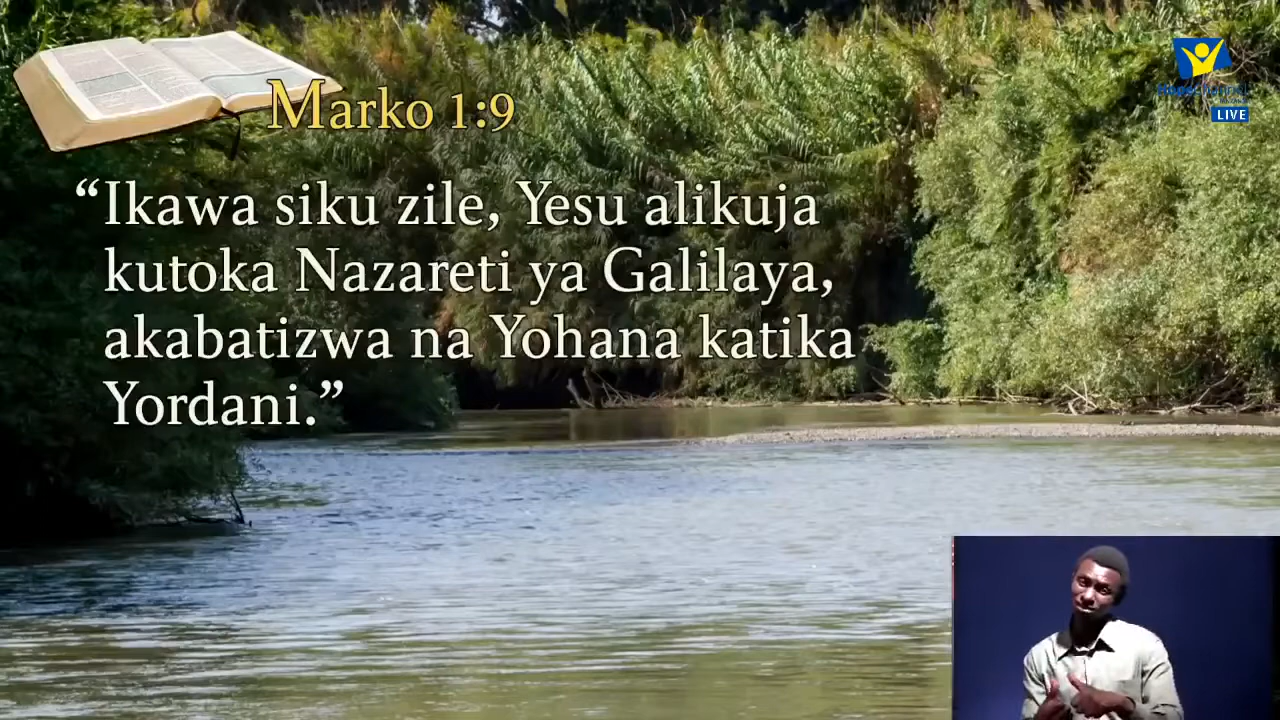 Marko 1:9
“Ikawa siku zile, Yesu alikuja
kutoka Nazareti ya Galilaya,
akabatizwa na Yohana katika
Yordani.”
LIVE